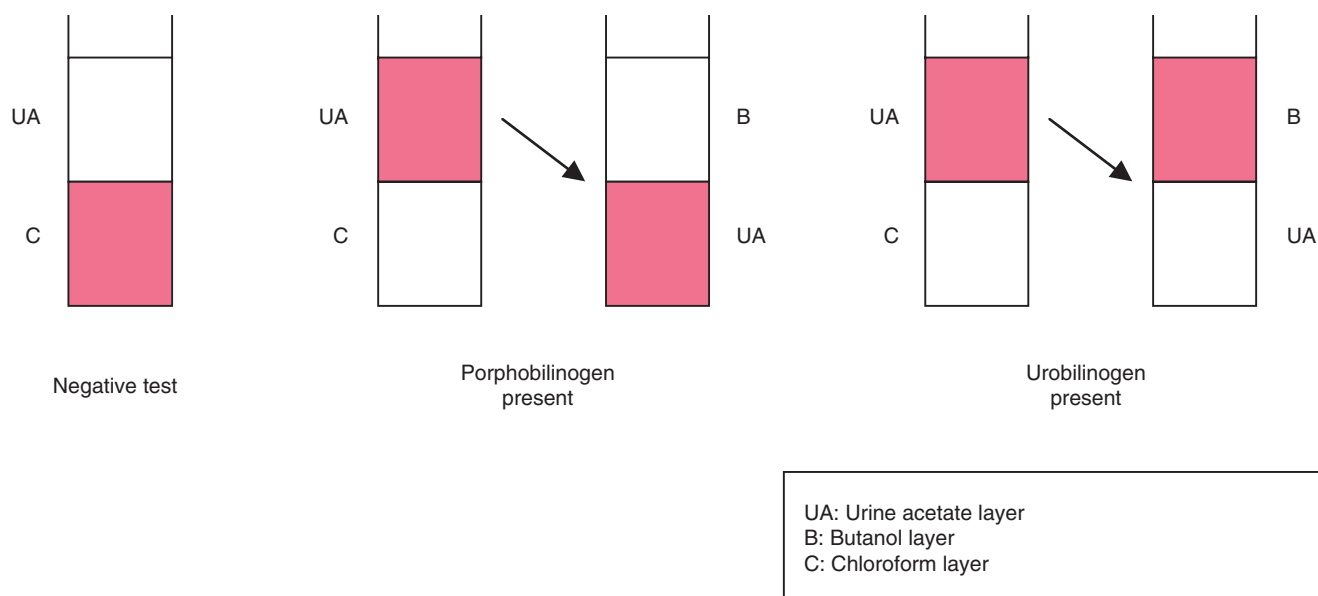 UA
C
Negative test
UA
C
B
UA
Porphobilinogen
present
UA
C
B
UA
Urobilinogen
present
UA: Urine acetate layer
B: Butanol layer
C: Chloroform layer